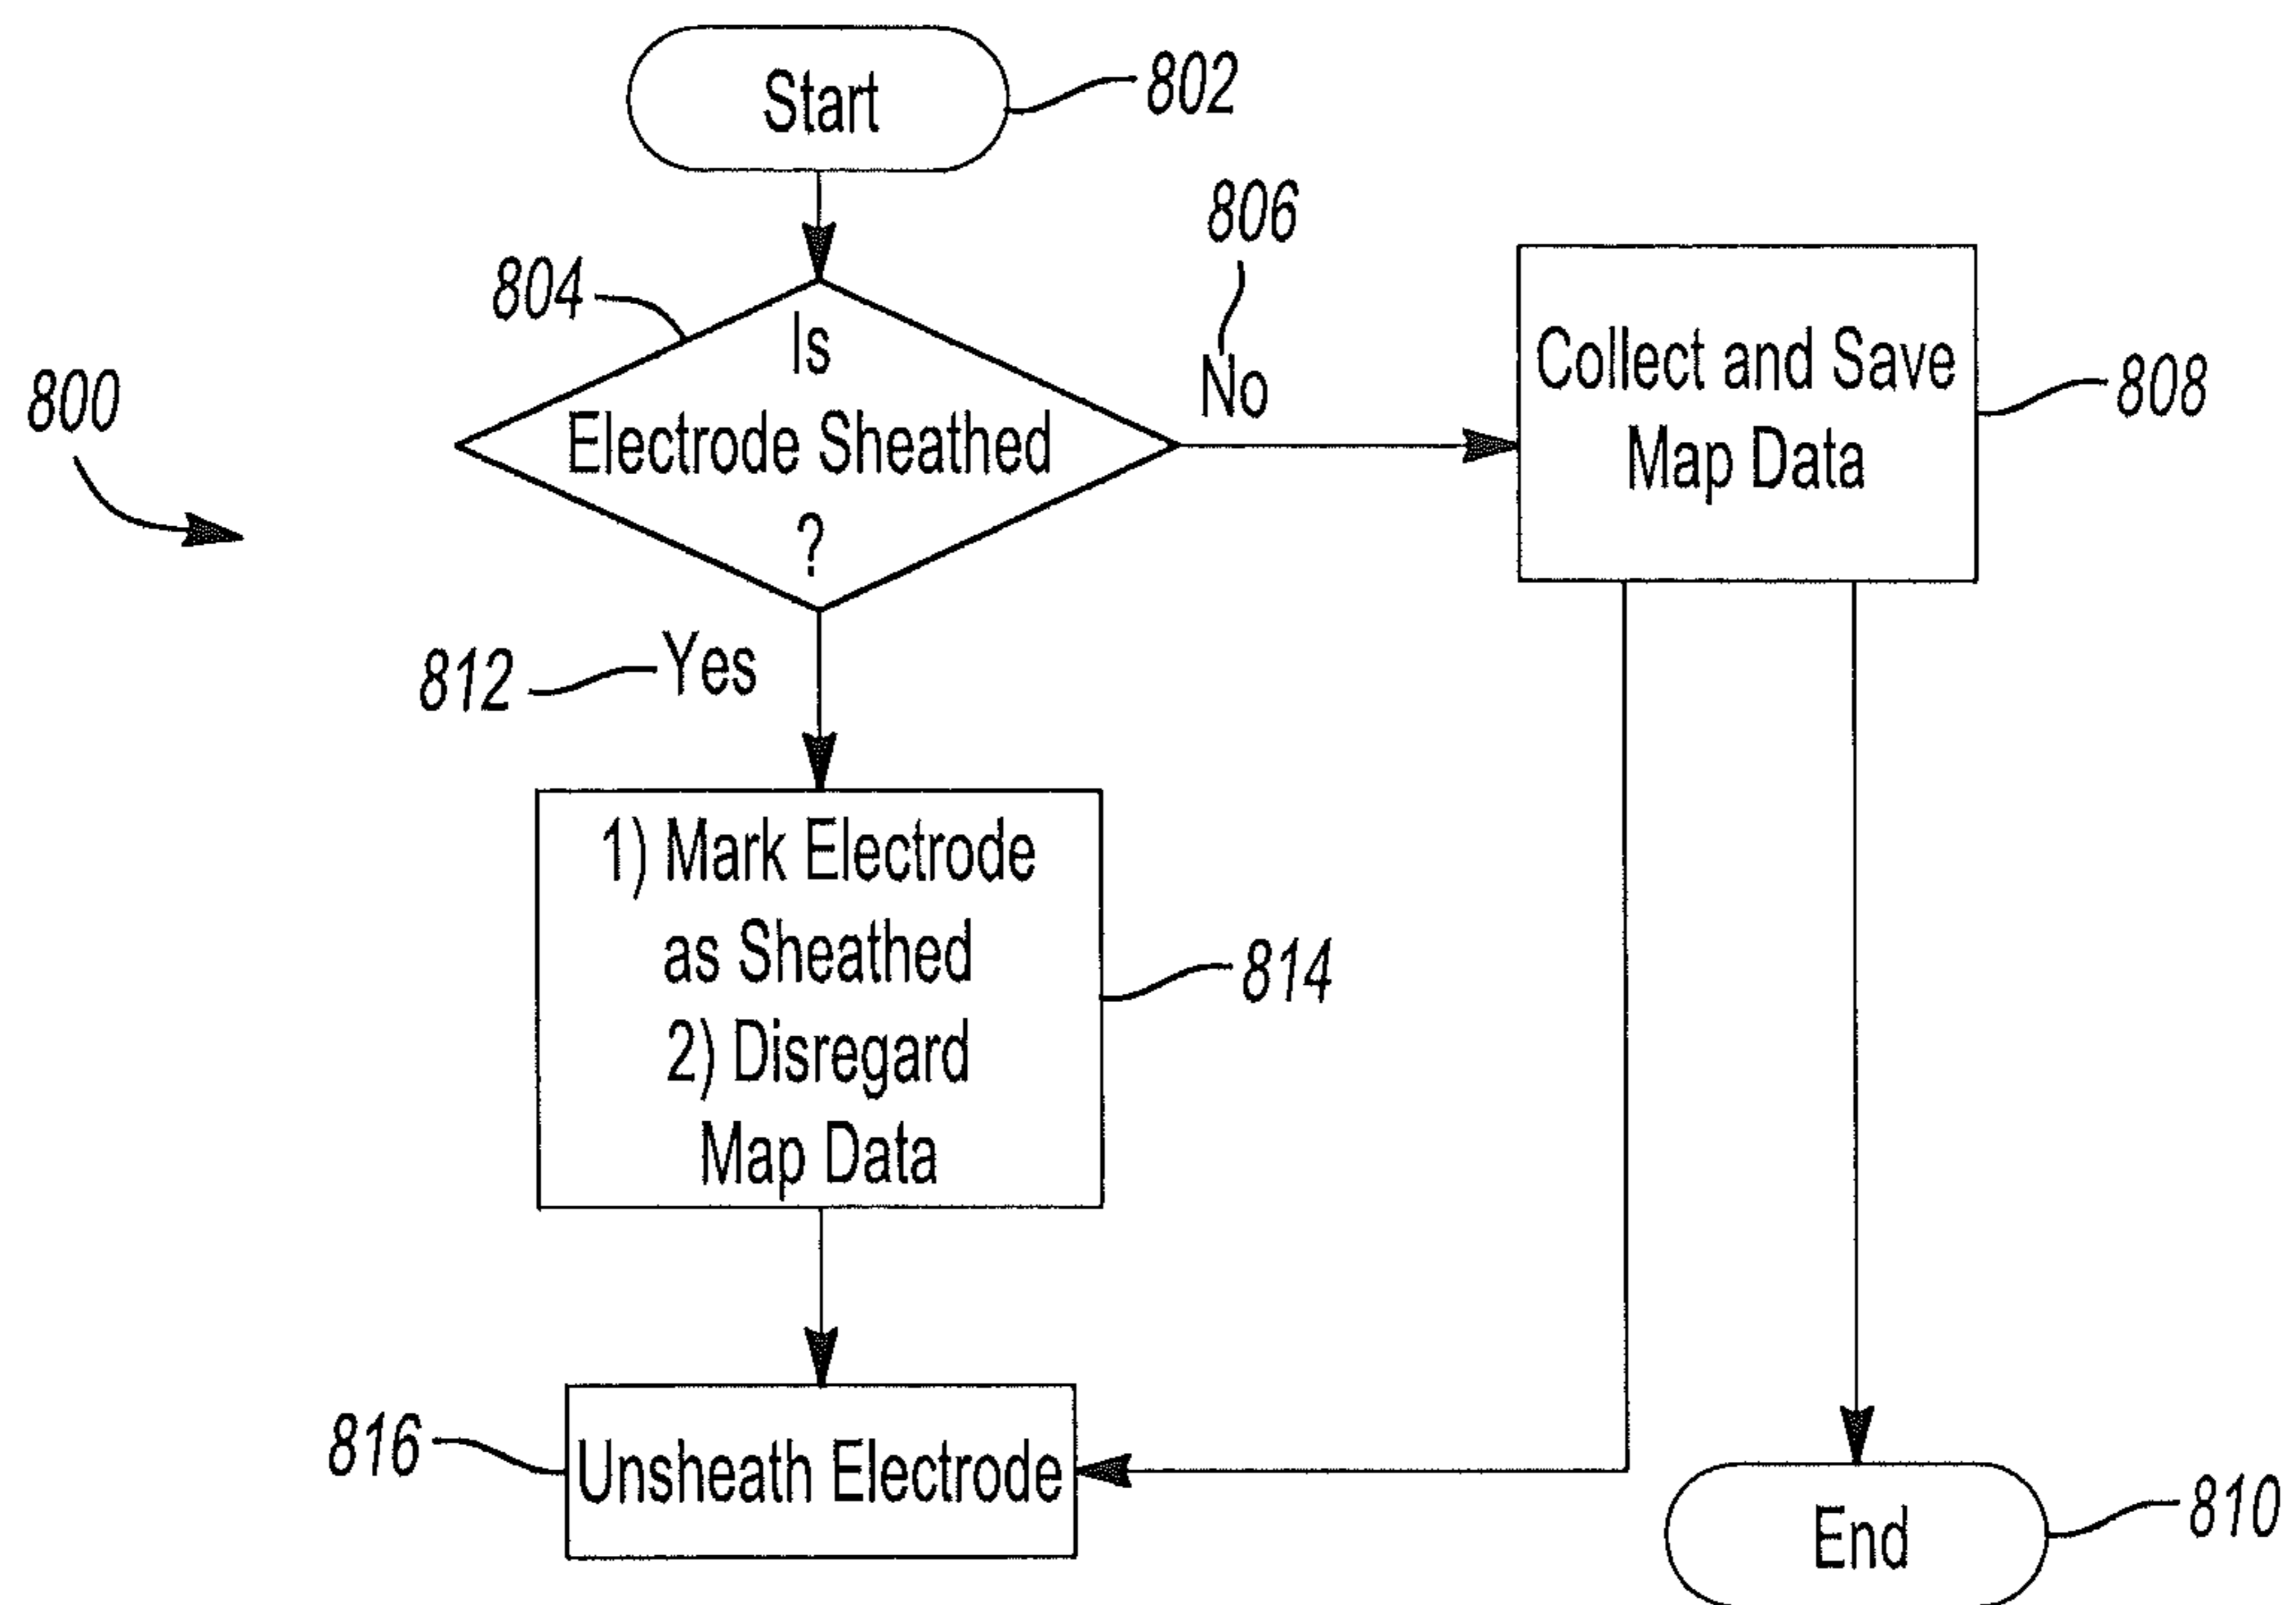 Start
802
804
Is
Electrode Sheathed
?
806
No
Collect and Save
Map Data
808
800
812
Yes
1) Mark Electrode
as Sheathed
2) Disregard
Map Data
814
816
Unsheath Electrode
End
810